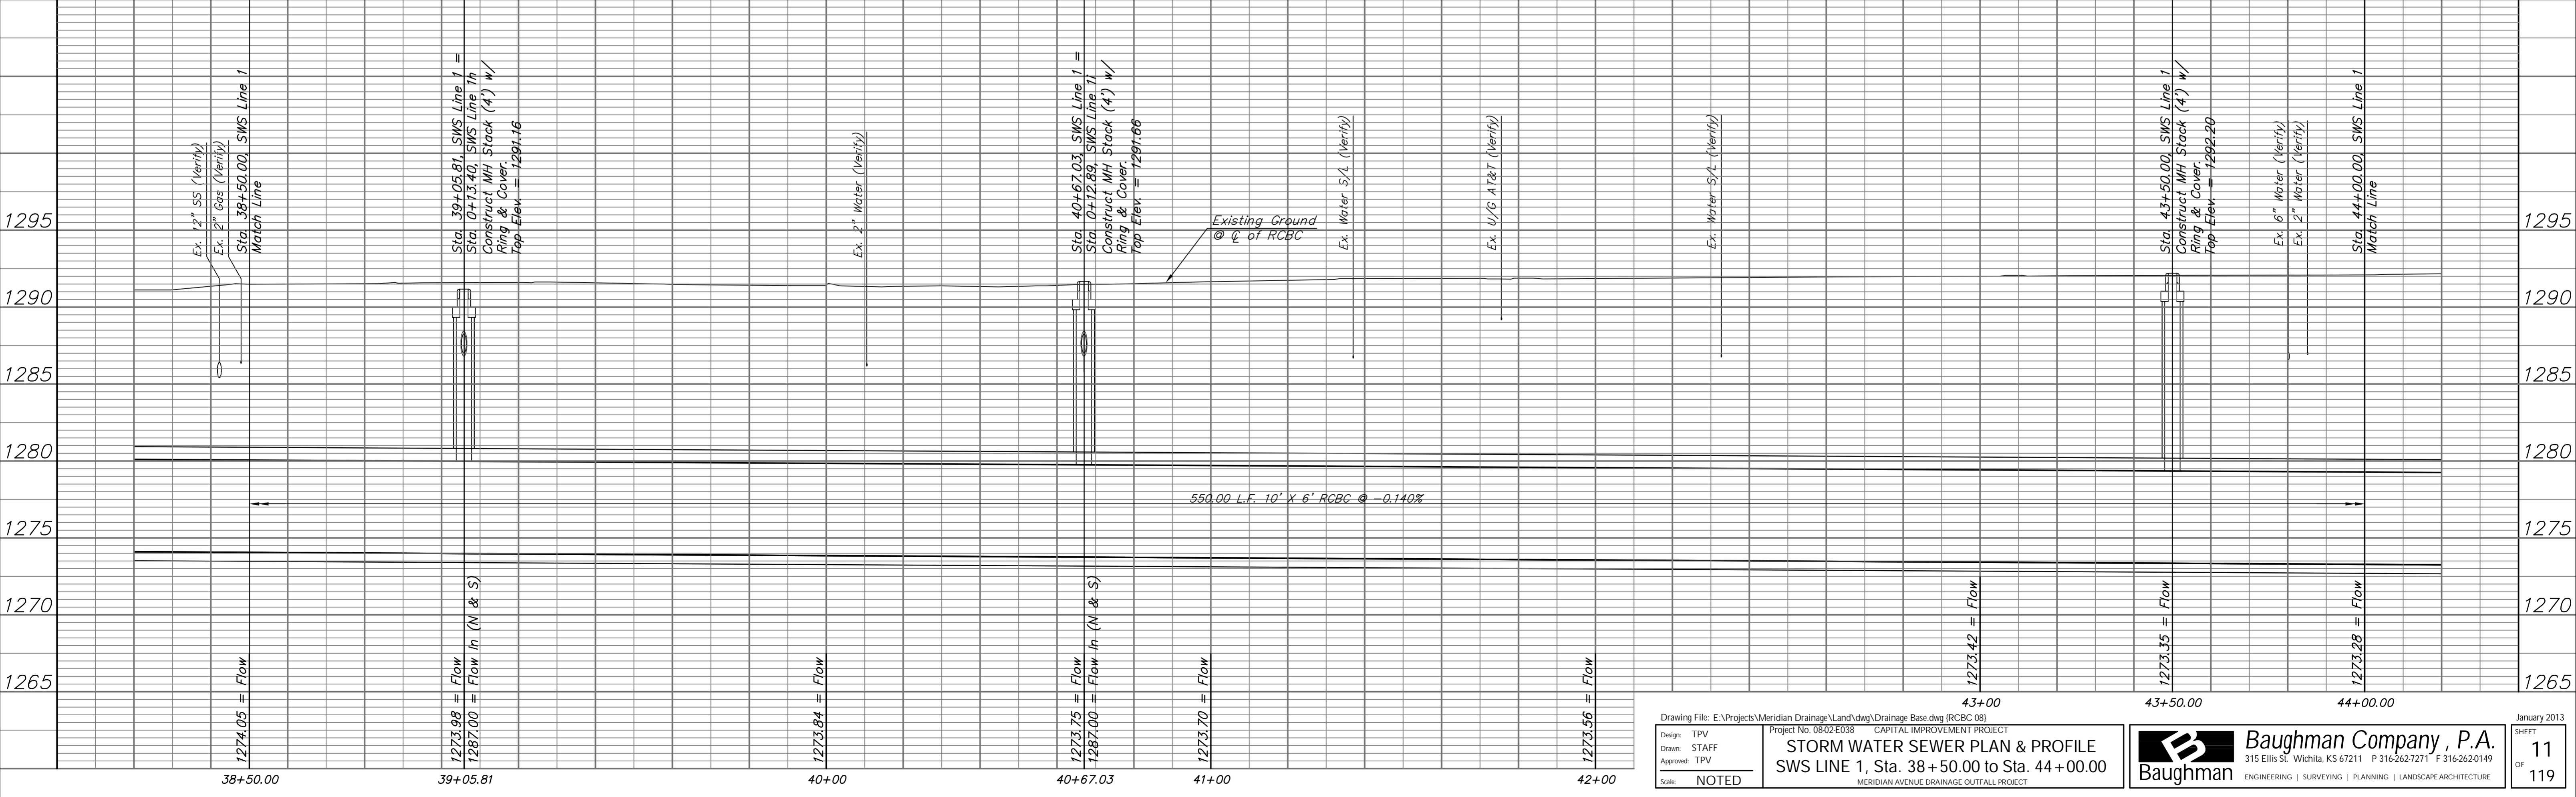 Ex. 12" SS (Verify)
Ex. 2" Gas (Verify)
Sta. 38+50.00, SWS Line 1
Match Line
Sta. 39+05.81, SWS Line 1 =
Sta. 0+13.40, SWS Line 1h
Construct MH Stack (4') w/
Ring & Cover.
Top Elev. = 1291.16
Ex. 2" Water (Verify)
Sta. 40+67.03, SWS Line 1 =
Sta. 0+12.89, SWS Line 1i
Construct MH Stack (4') w/
Ring & Cover.
Top Elev. = 1291.66
Existing Ground
@ ℄ of RCBC
Ex. Water S/L (Verify)
Ex. U/G AT&T (Verify)
Ex. Water S/L (Verify)
Sta. 43+50.00, SWS Line 1
Construct MH Stack (4') w/
Ring & Cover.
Top Elev. = 1292.20
Ex. 6" Water (Verify)
Ex. 2" Water (Verify)
Sta. 44+00.00, SWS Line 1
Match Line
1295 1295
1290 1290
1285 1285
1280 1280
550.00 L.F. 10' X 6' RCBC @ -0.140%
1275 1275
1270 1270
1265 1265
1274.05 = Flow
1273.98 = Flow
1287.00 = Flow In (N & S)
1273.84 = Flow
1273.75 = Flow
1287.00 = Flow In (N & S)
1273.70 = Flow
1273.56 = Flow
1273.42 = Flow
1273.35 = Flow
1273.28 = Flow
38+50.00 39+05.81 40+00 40+67.03 41+00 42+00 43+00 43+50.00 44+00.00
Drawing File: E:\Projects\Meridian Drainage\Land\dwg\Drainage Base.dwg (RCBC 08)
Design: TPV
Drawn: STAFF
Approved: TPV
Scale: NOTED
Project No. 08-02-E038 CAPITAL IMPROVEMENT PROJECT
STORM WATER SEWER PLAN & PROFILE
SWS LINE 1, Sta. 38+50.00 to Sta. 44+00.00
MERIDIAN AVENUE DRAINAGE OUTFALL PROJECT
Baughman
Baughman Company, P.A.
315 Ellis St. Wichita, KS 67211 P 316-262-7271 F 316-262-0149
ENGINEERING | SURVEYING | PLANNING | LANDSCAPE ARCHITECTURE
January 2013
SHEET
11
OF
119